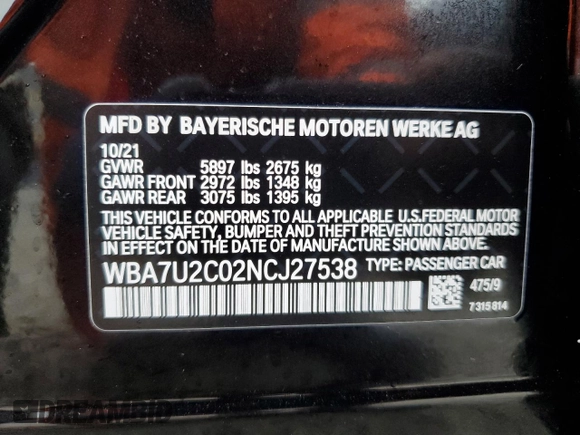 MFD BY BAYERISCHE MOTOREN WERKE AG
10/21
GVWR 5897 lbs 2675 kg
GAWR FRONT 2972 lbs 1348 kg
GAWR REAR 3075 lbs 1395 kg
THIS VEHICLE CONFORMS TO ALL APPLICABLE U.S.FEDERAL MOTOR
VEHICLE SAFETY, BUMPER AND THEFT PREVENTION STANDARDS
IN EFFECT ON THE DATE OF MANUFACTURE SHOWN ABOVE.
WBA7U2C02NCJ27538 TYPE: PASSENGER CAR
475/9
7315814
DREAMBID